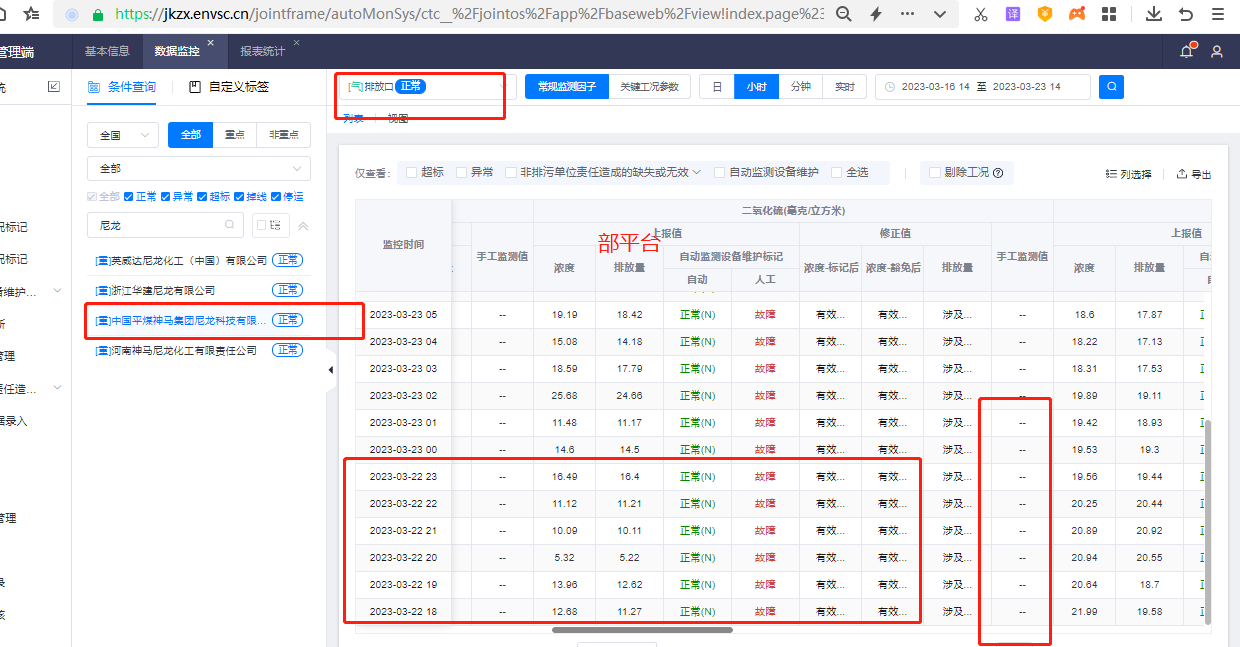 https://jkzx.envsc.cn/jointframe/autoMonSys/ctc__%2Fjointos%2Fapp%2Fbaseweb%2Fview!index.page%23
译
管理端
基本信息
数据监控
报表统计
条件查询
自定义标签
[气]排放口
正常
常规监测因子
关键工况参数
日
小时
分钟
实时
2023-03-16 14 至 2023-03-23 14
列表
视图
全国
全部
重点
非重点
全部
全部
正常
异常
超标
掉线
停运
尼龙
[重]英威达尼龙化工（中国）有限公司 正常
[重]浙江华建尼龙有限公司 正常
[重]中国平煤神马集团尼龙科技有限... 正常
[重]河南神马尼龙化工有限责任公司 正常
况标记
况标记
备维护...
管理
责任造...
据录入
管理
仅查看:
超标
异常
非排污单位责任造成的缺失或无效
自动监测设备维护
全选
剔除工况
列选择
导出
监控时间
二氧化硫(毫克/立方米)
手工监测值
上报值
部平台
修正值
手工监测值
上报值
浓度
排放量
自动监测设备维护标记
浓度-标记后
浓度-豁免后
排放量
浓度
排放量
自动
人工
2023-03-23 05 -- 19.19 18.42 正常(N) 故障 有效... 有效... 涉及... -- 18.6 17.87
2023-03-23 04 -- 15.08 14.18 正常(N) 故障 有效... 有效... 涉及... -- 18.22 17.13
2023-03-23 03 -- 18.59 17.79 正常(N) 故障 有效... 有效... 涉及... -- 18.31 17.53
2023-03-23 02 -- 25.68 24.66 正常(N) 故障 有效... 有效... 涉及... -- 19.89 19.11
2023-03-23 01 -- 11.48 11.17 正常(N) 故障 有效... 有效... 涉及... -- 19.42 18.93
2023-03-23 00 -- 14.6 14.5 正常(N) 故障 有效... 有效... 涉及... -- 19.53 19.3
2023-03-22 23 -- 16.49 16.4 正常(N) 故障 有效... 有效... 涉及... -- 19.56 19.44
2023-03-22 22 -- 11.12 11.21 正常(N) 故障 有效... 有效... 涉及... -- 20.25 20.44
2023-03-22 21 -- 10.09 10.11 正常(N) 故障 有效... 有效... 涉及... -- 20.89 20.92
2023-03-22 20 -- 5.32 5.22 正常(N) 故障 有效... 有效... 涉及... -- 20.94 20.55
2023-03-22 19 -- 13.96 12.62 正常(N) 故障 有效... 有效... 涉及... -- 20.64 18.7
2023-03-22 18 -- 12.68 11.27 正常(N) 故障 有效... 有效... 涉及... -- 21.99 19.58